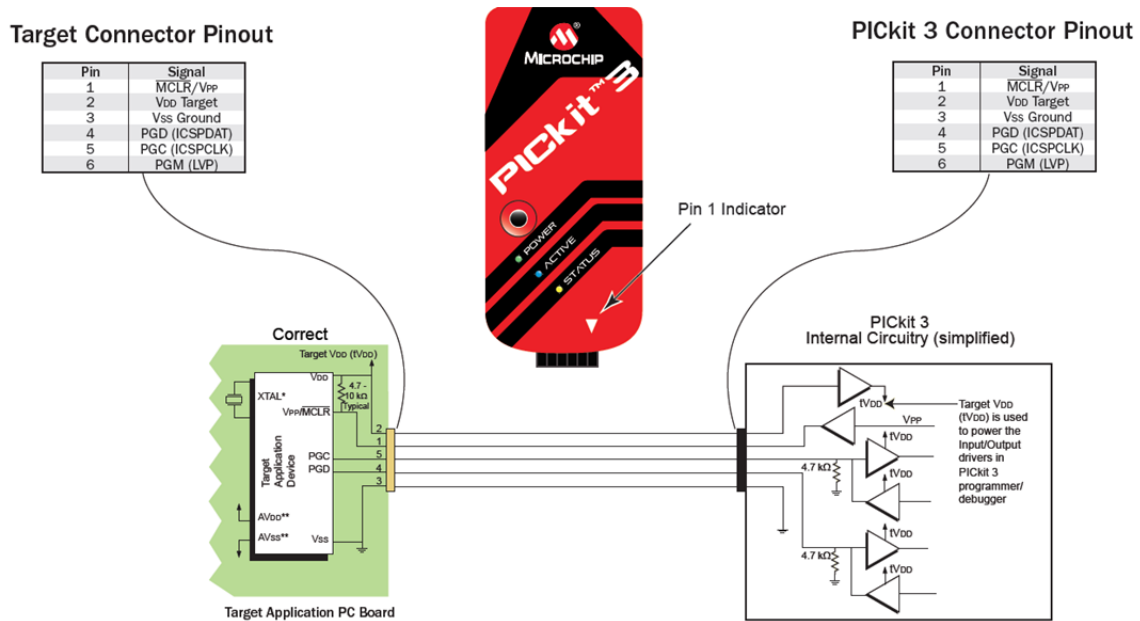 Target Connector Pinout
Pin Signal
1 MCLR/VPP
2 VDD Target
3 Vss Ground
4 PGD (ICSPDAT)
5 PGC (ICSPCLK)
6 PGM (LVP)
MICROCHIP®
PICkit™ 3
POWER
ACTIVE
STATUS
Pin 1 Indicator
PICkit 3 Connector Pinout
Pin Signal
1 MCLR/VPP
2 VDD Target
3 Vss Ground
4 PGD (ICSPDAT)
5 PGC (ICSPCLK)
6 PGM (LVP)
Correct
Target VDD (tVDD)
VDD
4.7 -
10 kΩ
Typical
XTAL*
VPP/MCLR
Target
Application
Device
PGC
PGD
AVDD**
AVss**
Vss
2
1
5
4
3
Target Application PC Board
PICkit 3
Internal Circuitry (simplified)
tVDD
VPP
tVDD
4.7 kΩ
tVDD
tVDD
4.7 kΩ
tVDD
Target VDD
(tVDD) is used
to power the
Input/Output
drivers in
PICkit 3
programmer/
debugger